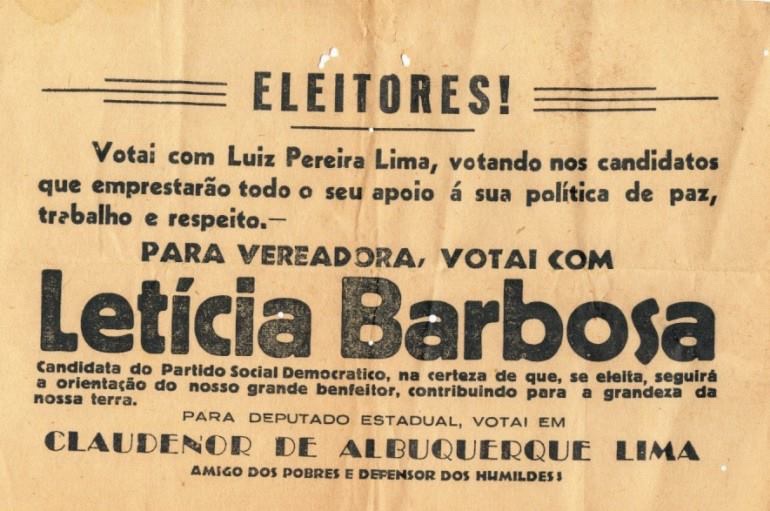 ELEITORES!
Votai com Luiz Pereira Lima, votando nos candidatos
que emprestarão todo o seu apoio á sua política de paz,
trabalho e respeito.—
PARA VEREADORA, VOTAI COM
Letícia Barbosa
Candidata do Partido Social Democratico, na certeza de que, se eleita, seguirá
a orientação do nosso grande benfeitor, contribuindo para a grandeza da
nossa terra.
PARA DEPUTADO ESTADUAL, VOTAI EM
CLAUDENOR DE ALBUQUERQUE LIMA
AMIGO DOS POBRES E DEFENSOR DOS HUMILDES!